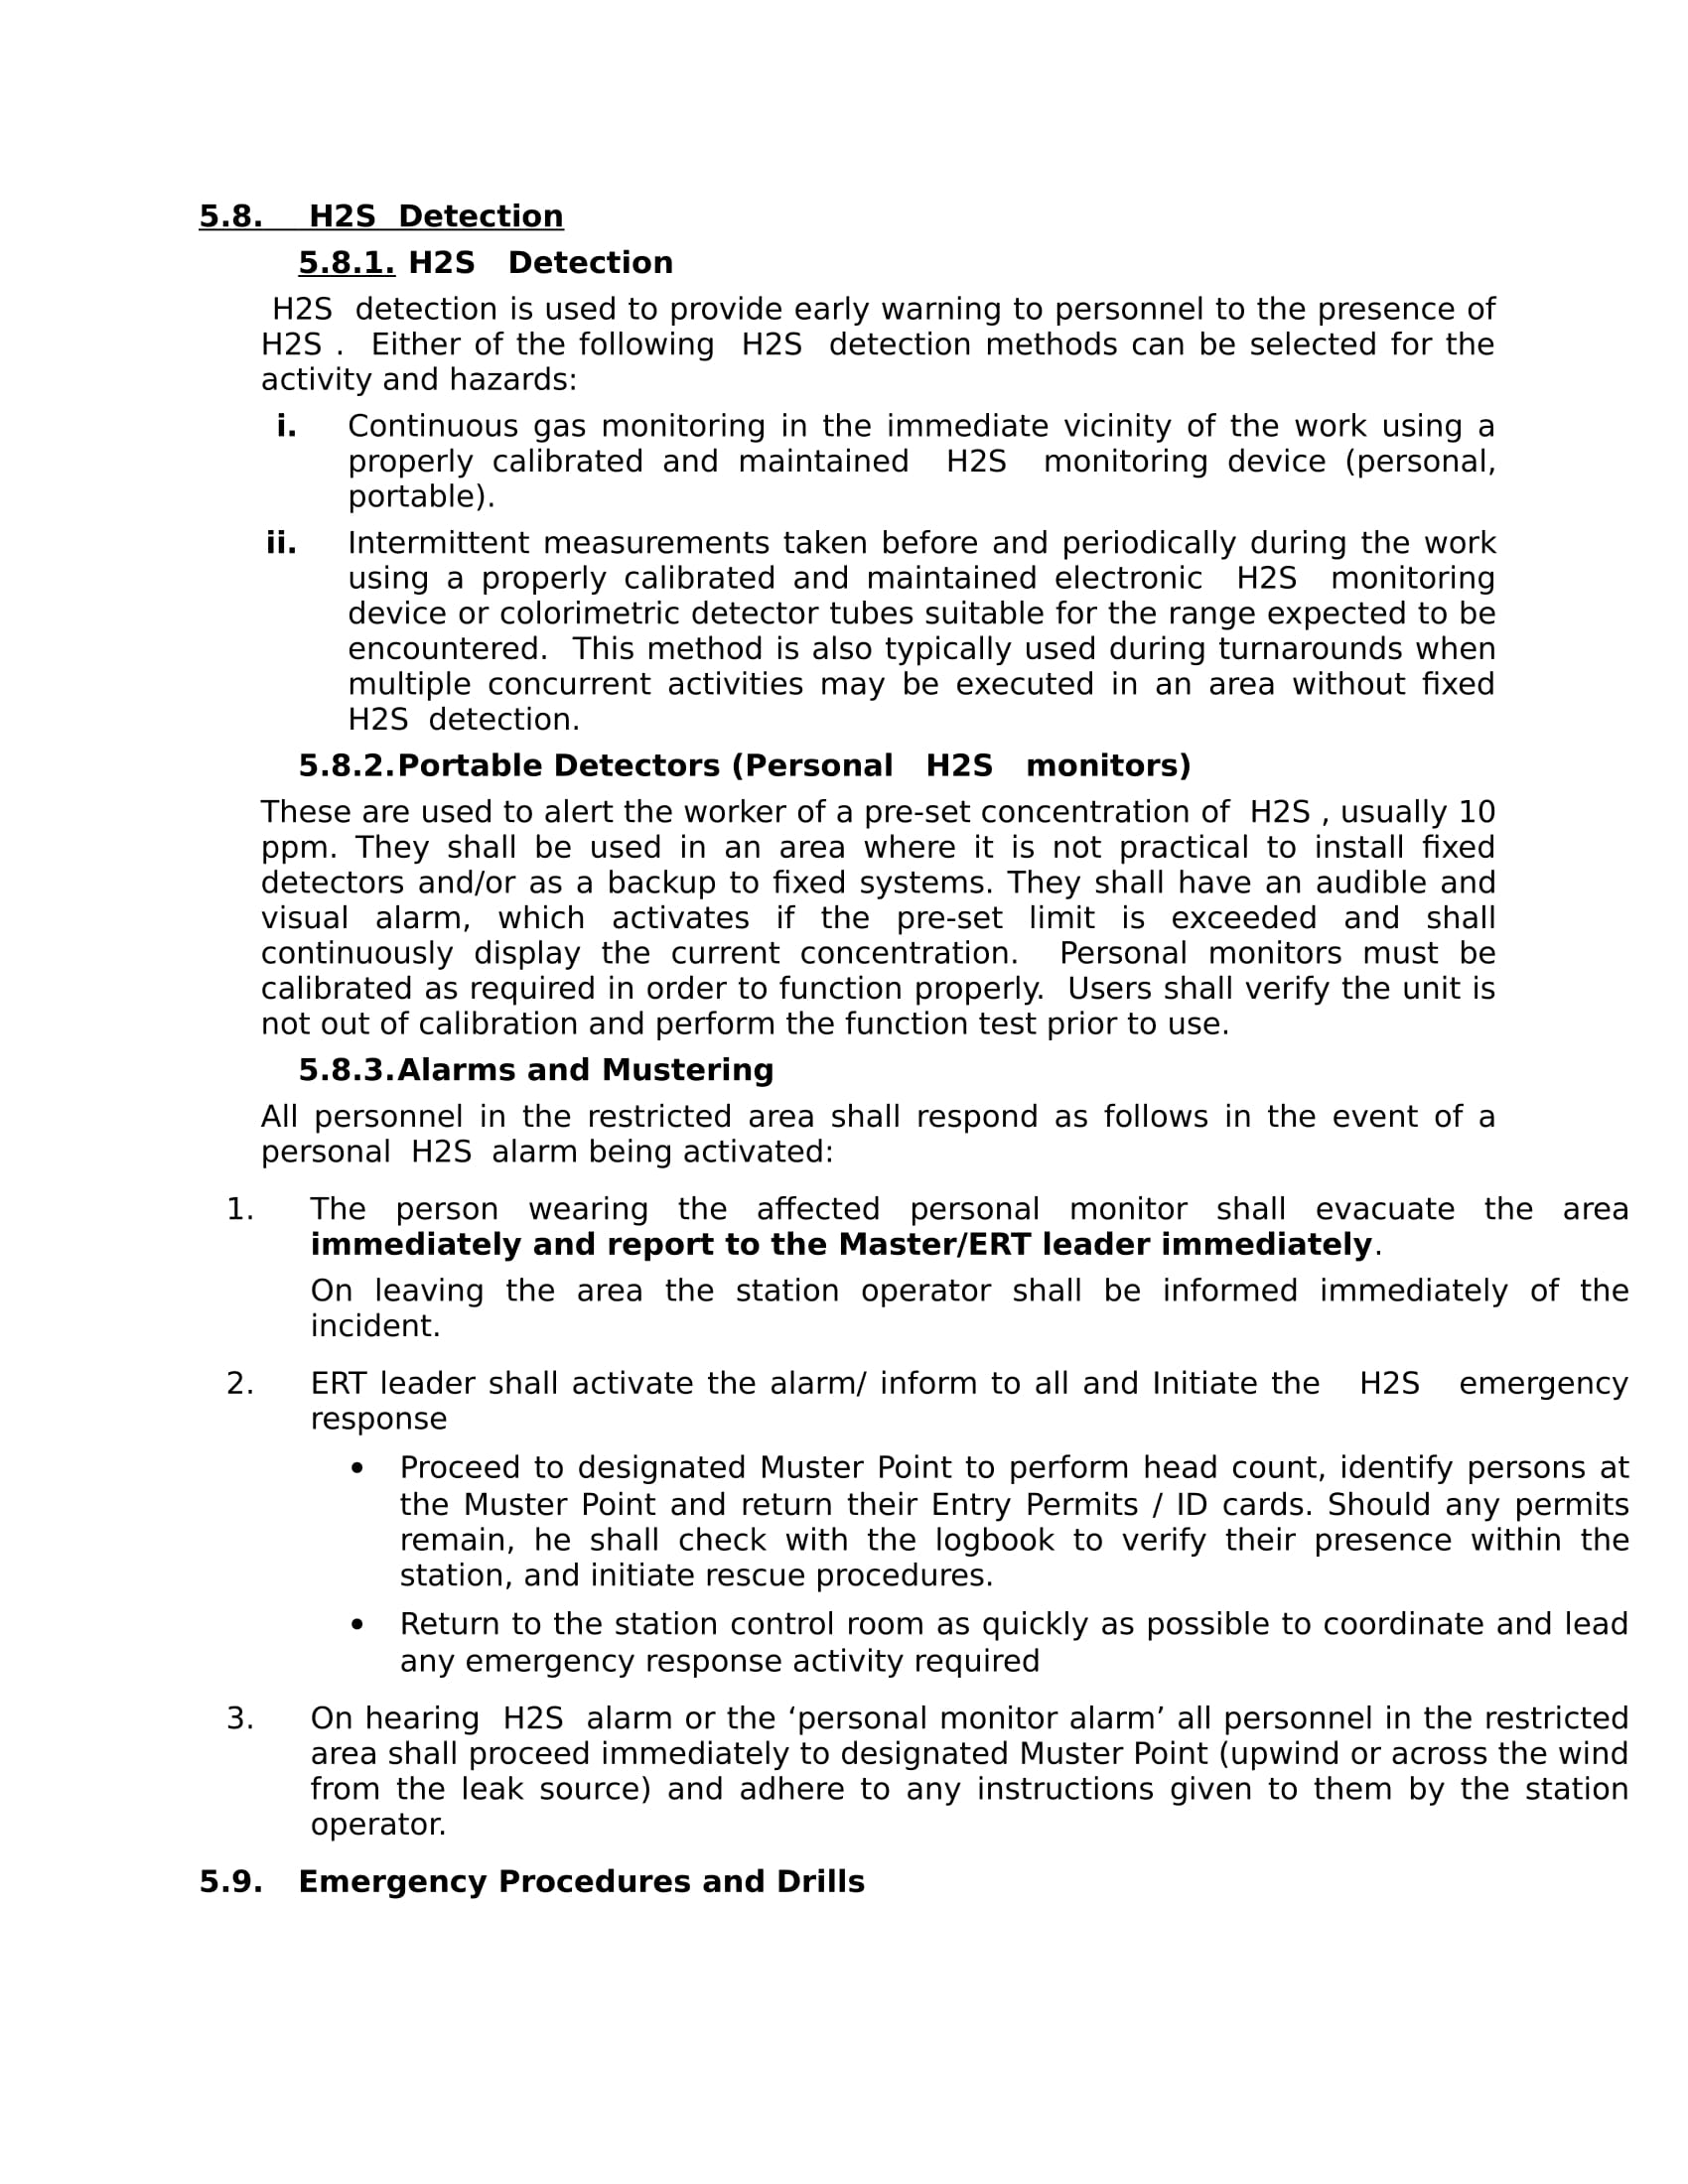 5.8. H2S Detection
5.8.1. H2S Detection
H2S detection is used to provide early warning to personnel to the presence of
H2S . Either of the following H2S detection methods can be selected for the
activity and hazards:
i. Continuous gas monitoring in the immediate vicinity of the work using a
properly calibrated and maintained H2S monitoring device (personal,
portable).
ii. Intermittent measurements taken before and periodically during the work
using a properly calibrated and maintained electronic H2S monitoring
device or colorimetric detector tubes suitable for the range expected to be
encountered. This method is also typically used during turnarounds when
multiple concurrent activities may be executed in an area without fixed
H2S detection.
5.8.2. Portable Detectors (Personal H2S monitors)
These are used to alert the worker of a pre-set concentration of H2S , usually 10
ppm. They shall be used in an area where it is not practical to install fixed
detectors and/or as a backup to fixed systems. They shall have an audible and
visual alarm, which activates if the pre-set limit is exceeded and shall
continuously display the current concentration. Personal monitors must be
calibrated as required in order to function properly. Users shall verify the unit is
not out of calibration and perform the function test prior to use.
5.8.3. Alarms and Mustering
All personnel in the restricted area shall respond as follows in the event of a
personal H2S alarm being activated:
1. The person wearing the affected personal monitor shall evacuate the area
immediately and report to the Master/ERT leader immediately.
On leaving the area the station operator shall be informed immediately of the
incident.
2. ERT leader shall activate the alarm/ inform to all and Initiate the H2S emergency
response
• Proceed to designated Muster Point to perform head count, identify persons at
the Muster Point and return their Entry Permits / ID cards. Should any permits
remain, he shall check with the logbook to verify their presence within the
station, and initiate rescue procedures.
• Return to the station control room as quickly as possible to coordinate and lead
any emergency response activity required
3. On hearing H2S alarm or the ‘personal monitor alarm’ all personnel in the restricted
area shall proceed immediately to designated Muster Point (upwind or across the wind
from the leak source) and adhere to any instructions given to them by the station
operator.
5.9. Emergency Procedures and Drills